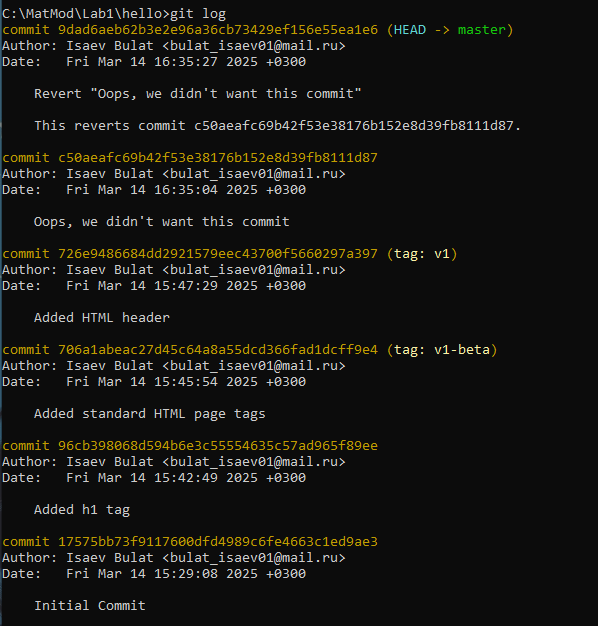 C:\MatMod\Lab1\hello>git log
commit 9dad6aeb62b3e2e96a36cb73429ef156e55ea1e6 (HEAD -> master)
Author: Isaev Bulat <bulat_isaev01@mail.ru>
Date:   Fri Mar 14 16:35:27 2025 +0300
    Revert "Oops, we didn't want this commit"
    This reverts commit c50aeafc69b42f53e38176b152e8d39fb8111d87.
commit c50aeafc69b42f53e38176b152e8d39fb8111d87
Author: Isaev Bulat <bulat_isaev01@mail.ru>
Date:   Fri Mar 14 16:35:04 2025 +0300
    Oops, we didn't want this commit
commit 726e9486684dd2921579eec43700f5660297a397 (tag: v1)
Author: Isaev Bulat <bulat_isaev01@mail.ru>
Date:   Fri Mar 14 15:47:29 2025 +0300
    Added HTML header
commit 706a1abeac27d45c64a8a55dcd366fad1dcff9e4 (tag: v1-beta)
Author: Isaev Bulat <bulat_isaev01@mail.ru>
Date:   Fri Mar 14 15:45:54 2025 +0300
    Added standard HTML page tags
commit 96cb398068d594b6e3c55554635c57ad965f89ee
Author: Isaev Bulat <bulat_isaev01@mail.ru>
Date:   Fri Mar 14 15:42:49 2025 +0300
    Added h1 tag
commit 17575bb73f9117600dfd4989c6fe4663c1ed9ae3
Author: Isaev Bulat <bulat_isaev01@mail.ru>
Date:   Fri Mar 14 15:29:08 2025 +0300
    Initial Commit